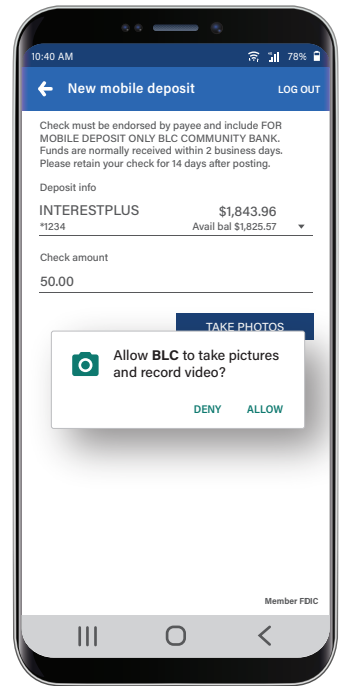 10:40 AM 78%
New mobile deposit LOG OUT
Check must be endorsed by payee and include FOR
MOBILE DEPOSIT ONLY BLC COMMUNITY BANK.
Funds are normally received within 2 business days.
Please retain your check for 14 days after posting.
Deposit info
INTERESTPLUS $1,843.96
*1234 Avail bal $1,825.57
Check amount
50.00
TAKE PHOTOS
Allow BLC to take pictures
and record video?
DENY ALLOW
Member FDIC